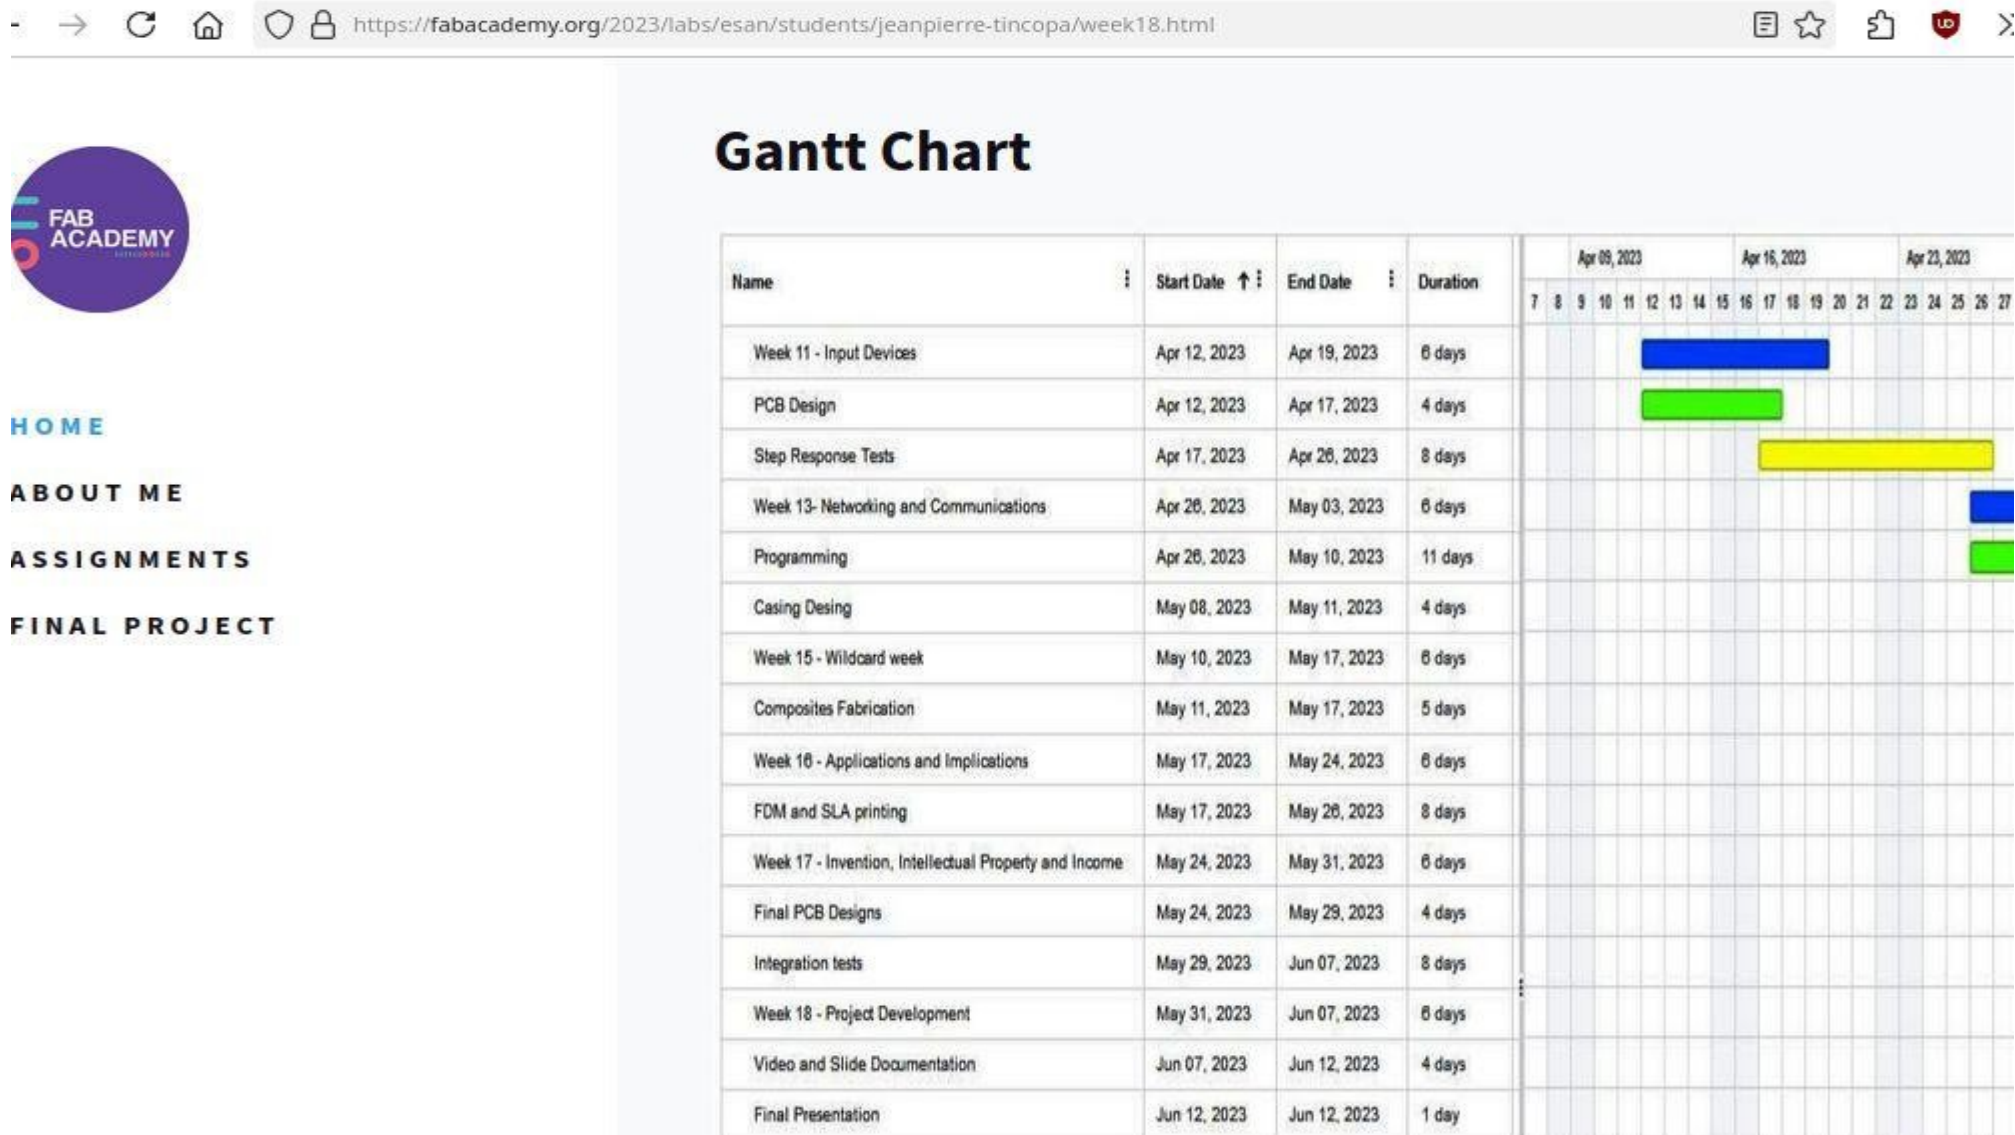 https://fabacademy.org/2023/labs/esan/students/jeanpierre-tincopa/week18.html
FAB
ACADEMY
HOME
ABOUT ME
ASSIGNMENTS
FINAL PROJECT
Gantt Chart
Name Start Date End Date Duration
Apr 09, 2023 Apr 16, 2023 Apr 23, 2023
7 8 9 10 11 12 13 14 15 16 17 18 19 20 21 22 23 24 25 26 27
Week 11 - Input Devices Apr 12, 2023 Apr 19, 2023 6 days
PCB Design Apr 12, 2023 Apr 17, 2023 4 days
Step Response Tests Apr 17, 2023 Apr 26, 2023 8 days
Week 13- Networking and Communications Apr 26, 2023 May 03, 2023 6 days
Programming Apr 26, 2023 May 10, 2023 11 days
Casing Desing May 08, 2023 May 11, 2023 4 days
Week 15 - Wildcard week May 10, 2023 May 17, 2023 6 days
Composites Fabrication May 11, 2023 May 17, 2023 5 days
Week 16 - Applications and Implications May 17, 2023 May 24, 2023 6 days
FDM and SLA printing May 17, 2023 May 26, 2023 8 days
Week 17 - Invention, Intellectual Property and Income May 24, 2023 May 31, 2023 6 days
Final PCB Designs May 24, 2023 May 29, 2023 4 days
Integration tests May 29, 2023 Jun 07, 2023 8 days
Week 18 - Project Development May 31, 2023 Jun 07, 2023 6 days
Video and Slide Documentation Jun 07, 2023 Jun 12, 2023 4 days
Final Presentation Jun 12, 2023 Jun 12, 2023 1 day